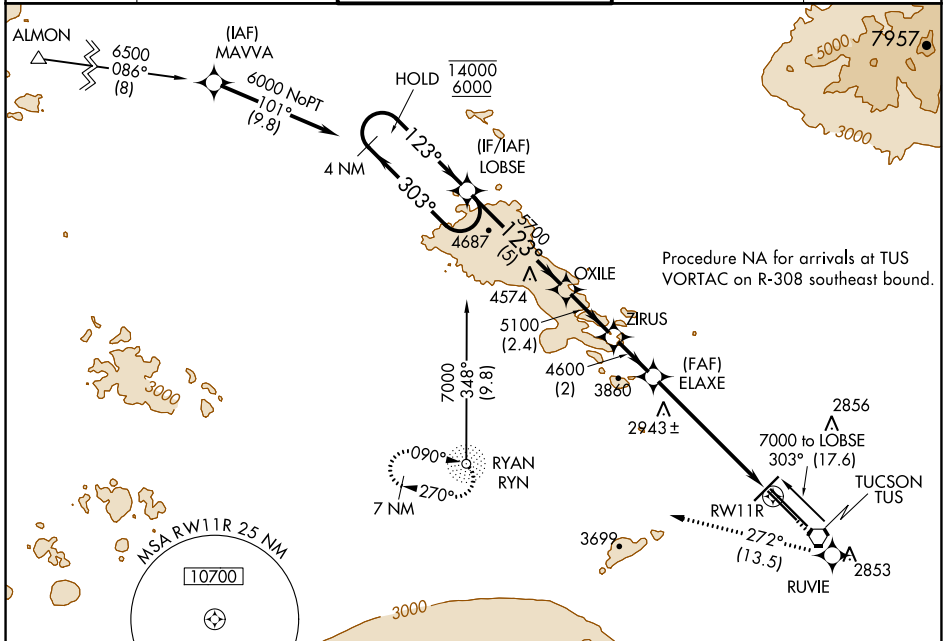 ALMON
6500
086°
(8)
(IAF)
MAVVA
6000 NoPT
101°
(9.8)
HOLD
14000
6000
4 NM
123°
303°
(IF/IAF)
LOBSE
7957
5000
3000
4687
5700
123°
(5)
4574
OXILE
Procedure NA for arrivals at TUS
VORTAC on R-308 southeast bound.
5100
(2.4)
ZIRUS
4600
(2)
3860
(FAF)
ELAXE
2943±
3000
7000
348°
(9.8)
090°
270°
7 NM
RYAN
RYN
2856
7000 to LOBSE
303° (17.6)
TUCSON
TUS
RW11R
272°
(13.5)
3699
2853
RUVIE
MSA RW11R 25 NM
10700
3000